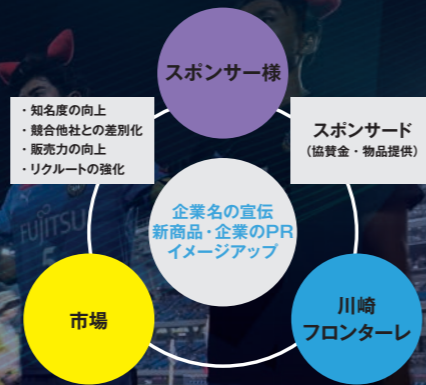 スポンサー様
・知名度の向上
・競合他社との差別化
・販売力の向上
・リクルートの強化
スポンサード
（協賛金・物品提供）
企業名の宣伝
新商品・企業のPR
イメージアップ
FUJITSU
市場
川崎
フロンターレ